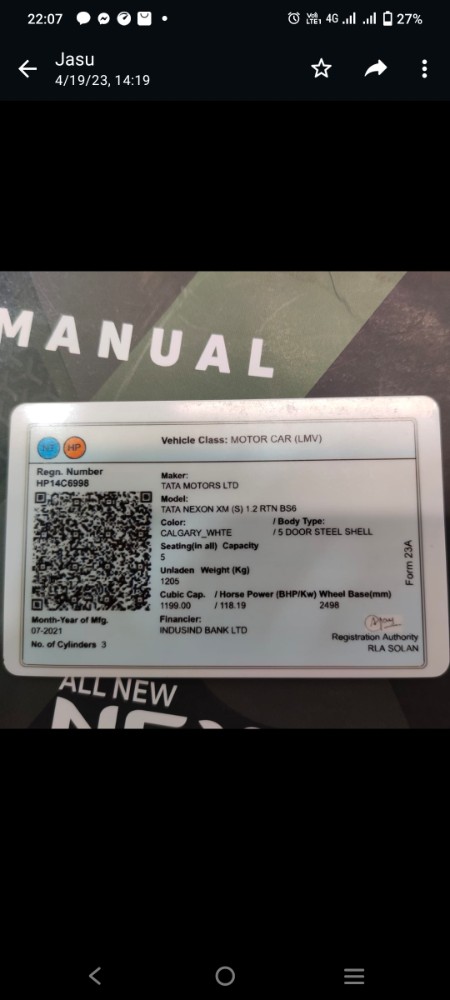 22:07
VoI) LTE1 4G 27%
Jasu
4/19/23, 14:19
MANUAL
NT HP
Vehicle Class: MOTOR CAR (LMV)
Regn. Number
HP14C6998
Maker:
TATA MOTORS LTD
Model:
TATA NEXON XM (S) 1.2 RTN BS6
Color: / Body Type:
CALGARY_WHTE / 5 DOOR STEEL SHELL
Seating(in all) Capacity
5
Unladen Weight (Kg)
1205
Cubic Cap. / Horse Power (BHP/Kw) Wheel Base(mm)
1199.00 / 118.19 2498
Month-Year of Mfg.
07-2021
No. of Cylinders 3
Financier:
INDUSIND BANK LTD
Form 23A
Registration Authority
RLA SOLAN
ALL NEW